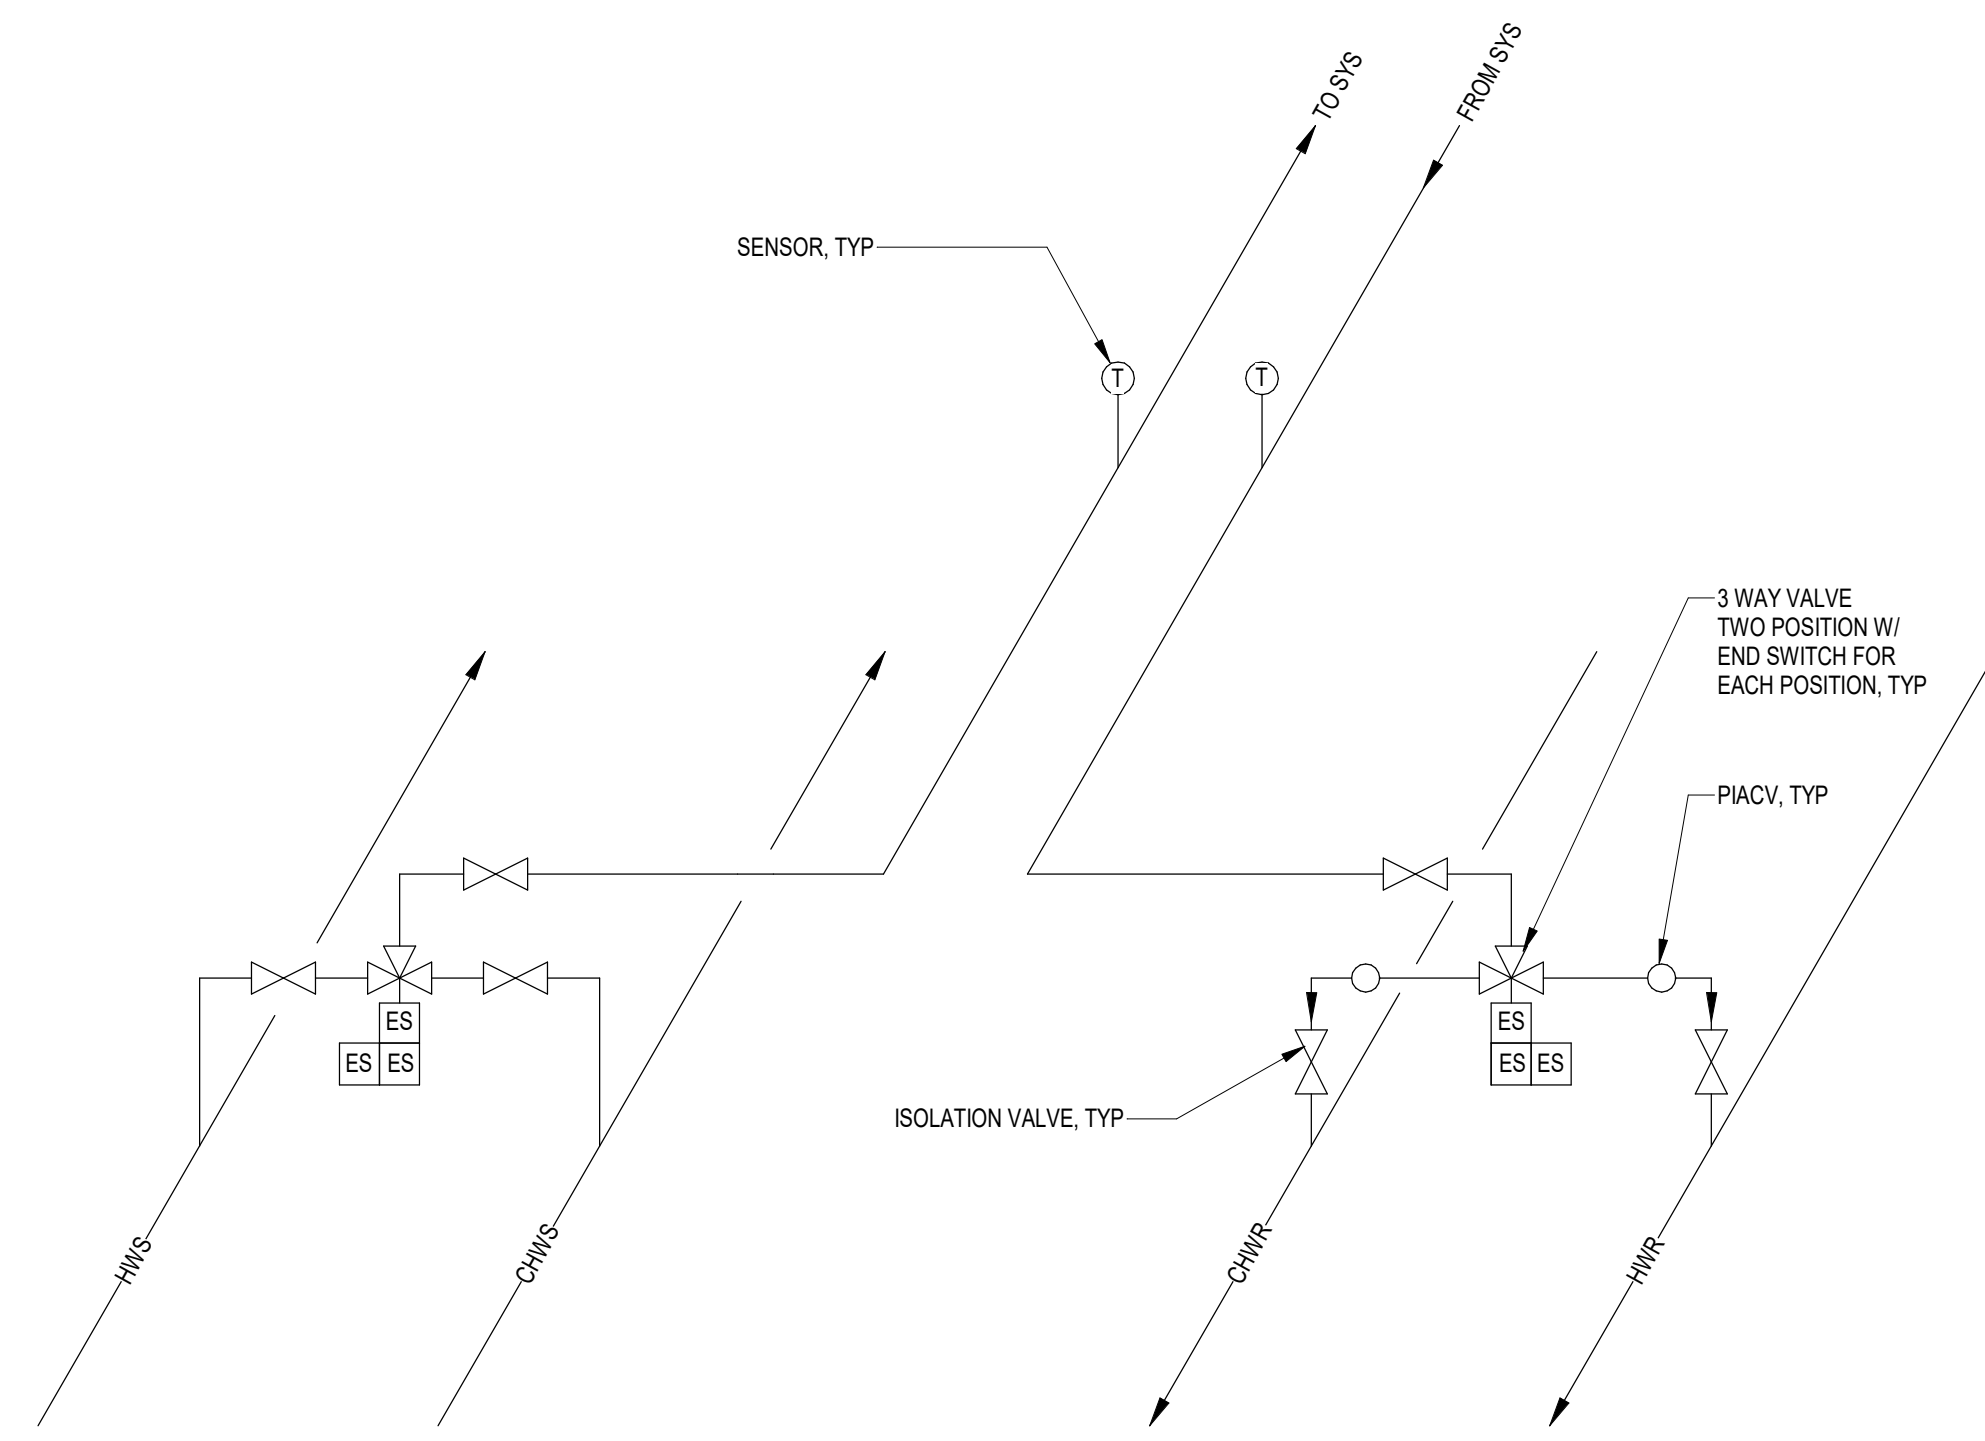 TO SYS
FROM SYS
SENSOR, TYP
T
T
3 WAY VALVE
TWO POSITION W/
END SWITCH FOR
EACH POSITION, TYP
PIACV, TYP
ES
ES ES
ES
ES ES
ISOLATION VALVE, TYP
HWS
CHWS
CHWR
HWR